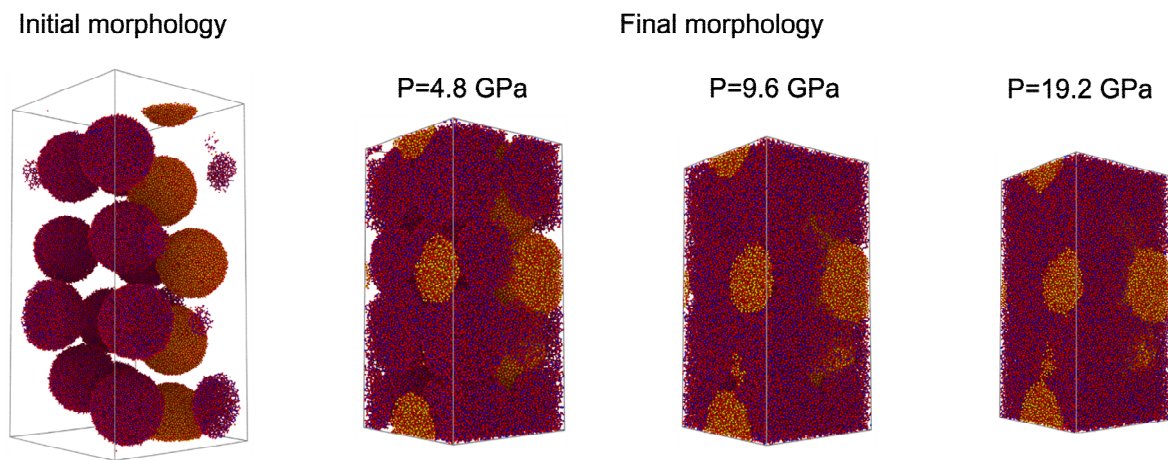 Initial morphology
Final morphology
P=4.8 GPa
P=9.6 GPa
P=19.2 GPa